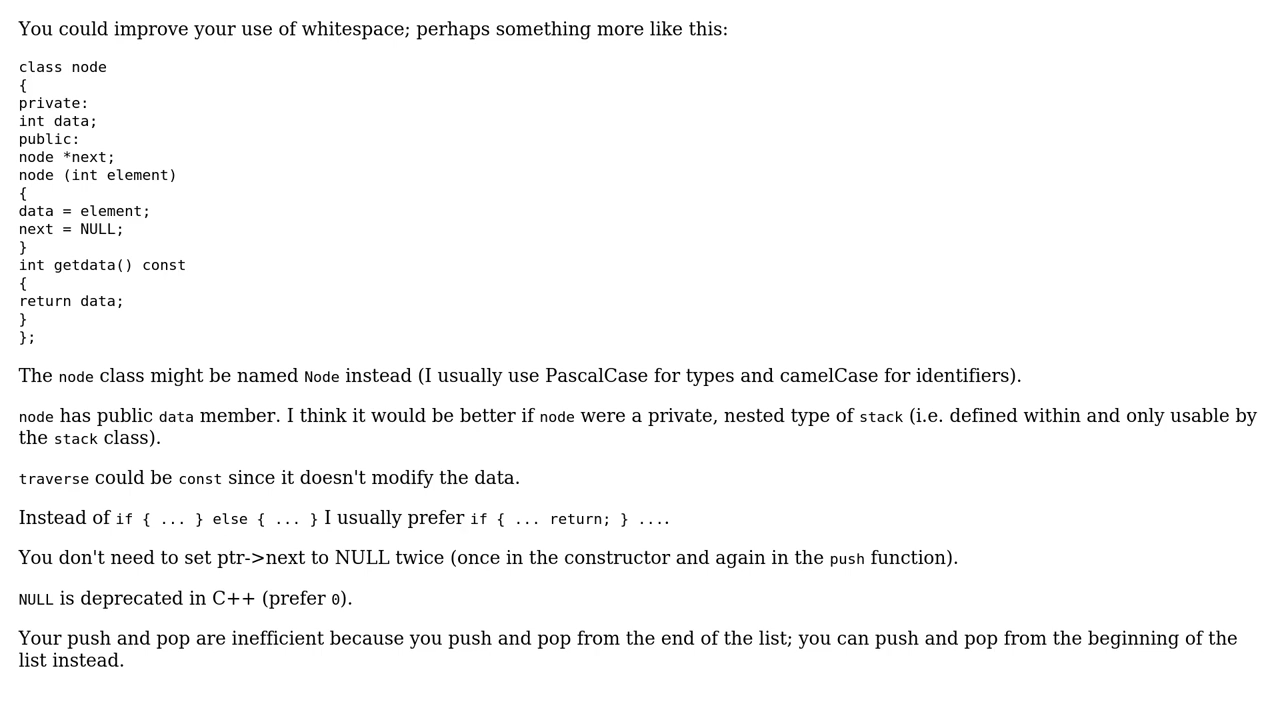 You could improve your use of whitespace; perhaps something more like this:
class node
{
private:
int data;
public:
node *next;
node (int element)
{
data = element;
next = NULL;
}
int getdata() const
{
return data;
}
};
The node class might be named Node instead (I usually use PascalCase for types and camelCase for identifiers).
node has public data member. I think it would be better if node were a private, nested type of stack (i.e. defined within and only usable by
the stack class).
traverse could be const since it doesn't modify the data.
Instead of if { ... } else { ... } I usually prefer if { ... return; } ....
You don't need to set ptr->next to NULL twice (once in the constructor and again in the push function).
NULL is deprecated in C++ (prefer 0).
Your push and pop are inefficient because you push and pop from the end of the list; you can push and pop from the beginning of the
list instead.